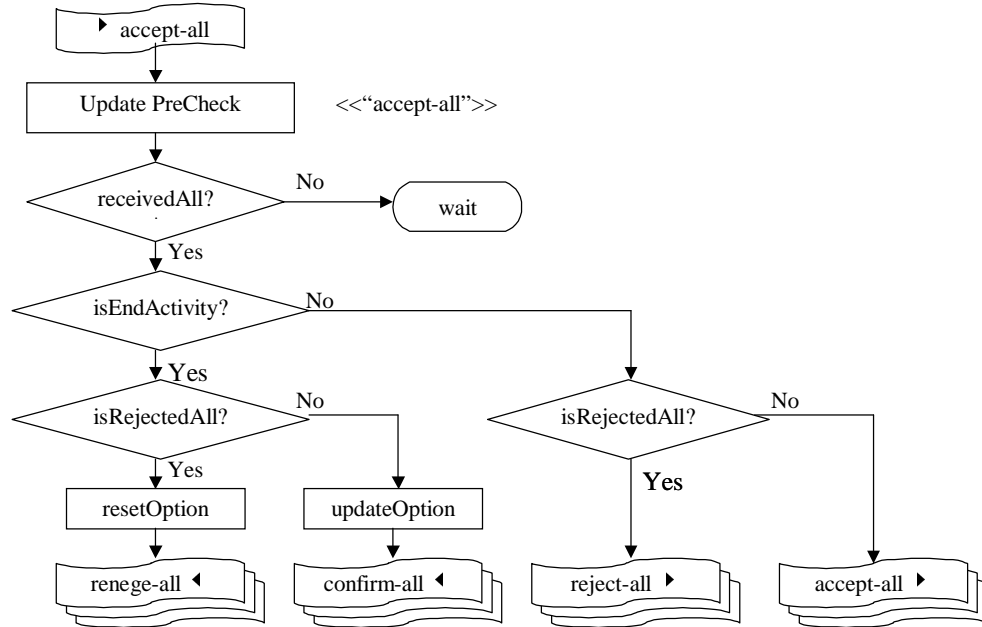 accept-all
Update PreCheck
<<“accept-all”>>
receivedAll?
No
wait
Yes
isEndActivity?
No
Yes
isRejectedAll?
No
isRejectedAll?
No
Yes
Yes
resetOption
updateOption
renege-all
confirm-all
reject-all
accept-all